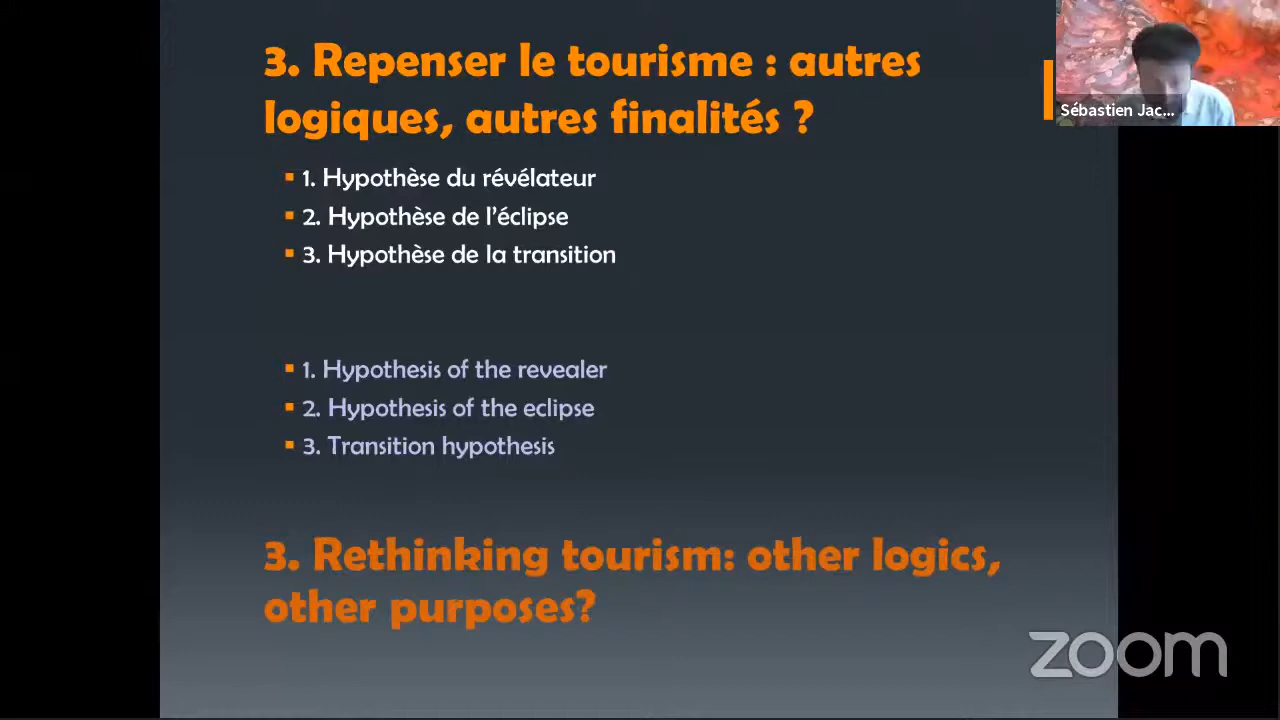 3. Repenser le tourisme : autres
logiques, autres finalités ?
1. Hypothèse du révélateur
2. Hypothèse de l'éclipse
3. Hypothèse de la transition
1. Hypothesis of the revealer
2. Hypothesis of the eclipse
3. Transition hypothesis
3. Rethinking tourism: other logics,
other purposes?
Sébastien Jac...
zoom